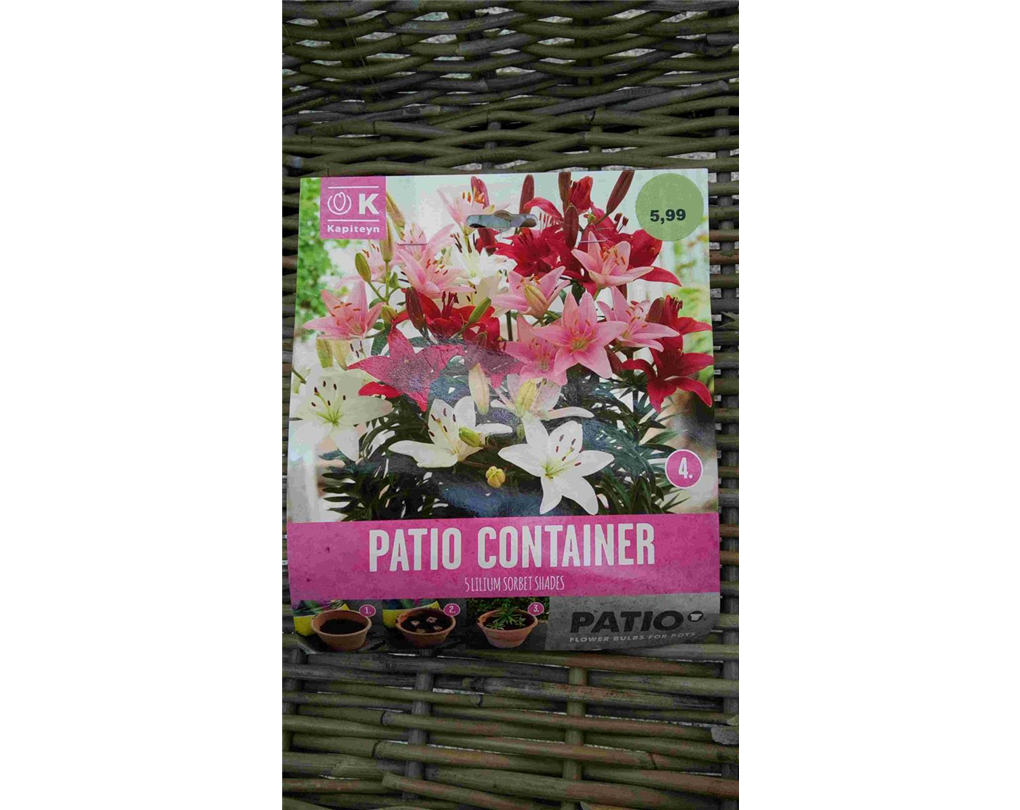 K
Kapiteyn
5,99
4.
PATIO CONTAINER
5 LILIUM SORBET SHADES
1.
2.
3.
PATIO
FLOWER BULBS FOR POTS